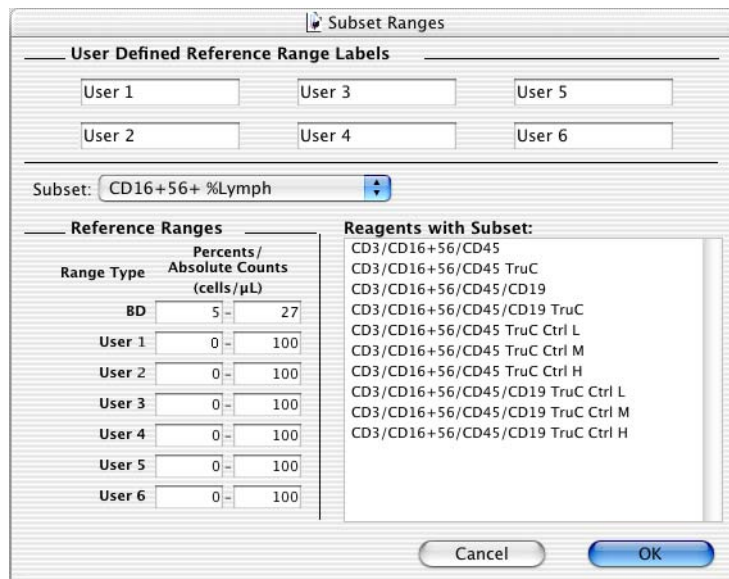 Subset Ranges
User Defined Reference Range Labels
User 1 User 3 User 5
User 2 User 4 User 6
Subset: CD16+56+ %Lymph
Reference Ranges
Range Type
Percents/
Absolute Counts
(cells/µL)
BD 5 - 27
User 1 0 - 100
User 2 0 - 100
User 3 0 - 100
User 4 0 - 100
User 5 0 - 100
User 6 0 - 100
Reagents with Subset:
CD3/CD16+56/CD45
CD3/CD16+56/CD45 TruC
CD3/CD16+56/CD45/CD19
CD3/CD16+56/CD45/CD19 TruC
CD3/CD16+56/CD45 TruC Ctrl L
CD3/CD16+56/CD45 TruC Ctrl M
CD3/CD16+56/CD45 TruC Ctrl H
CD3/CD16+56/CD45/CD19 TruC Ctrl L
CD3/CD16+56/CD45/CD19 TruC Ctrl M
CD3/CD16+56/CD45/CD19 TruC Ctrl H
Cancel OK